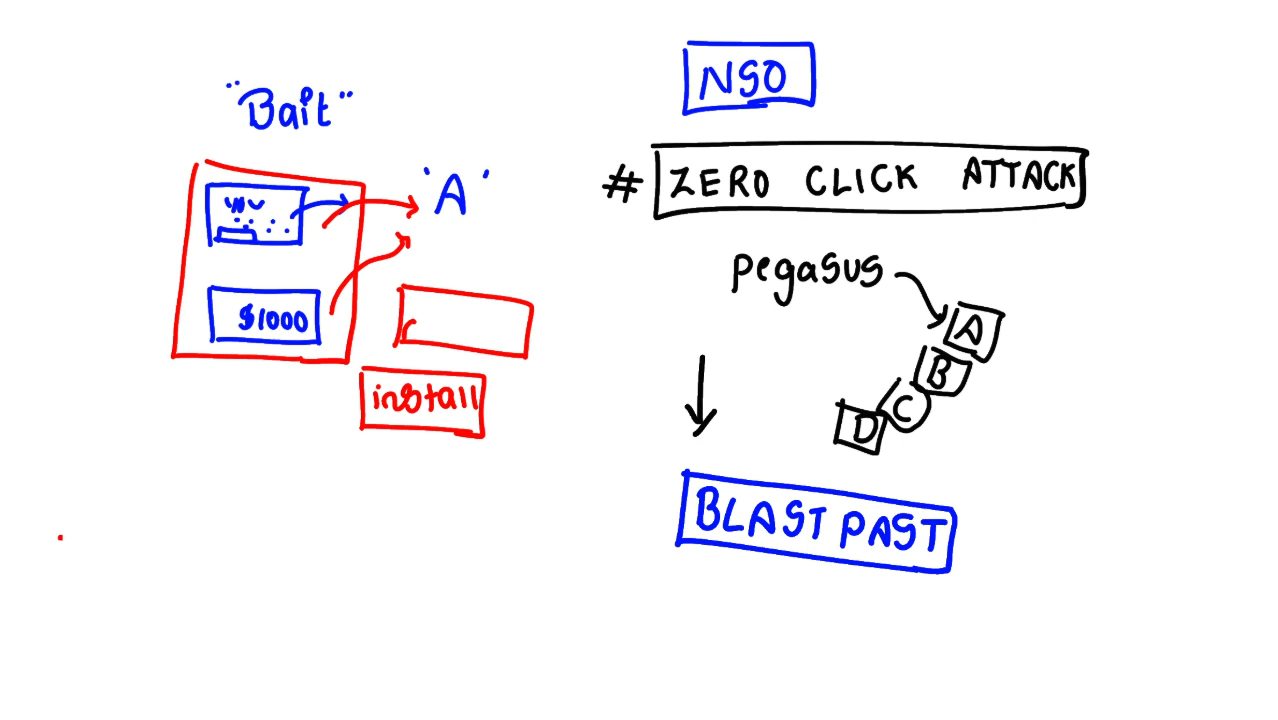 "Bait"
'A'
$1000
install
NSO
# ZERO CLICK ATTACK
pegasus
A
B
C
D
BLAST PAST